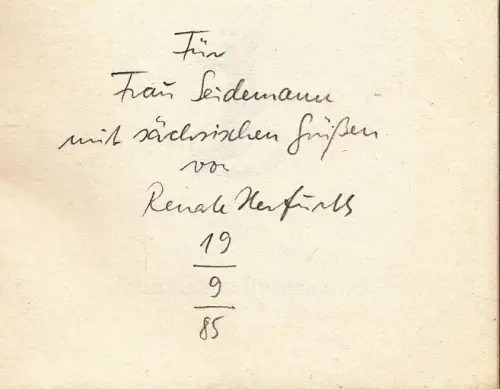 Für
Frau Seidemann
mit sächsischen Grüßen
von
Renate Herfurth
19
9
85